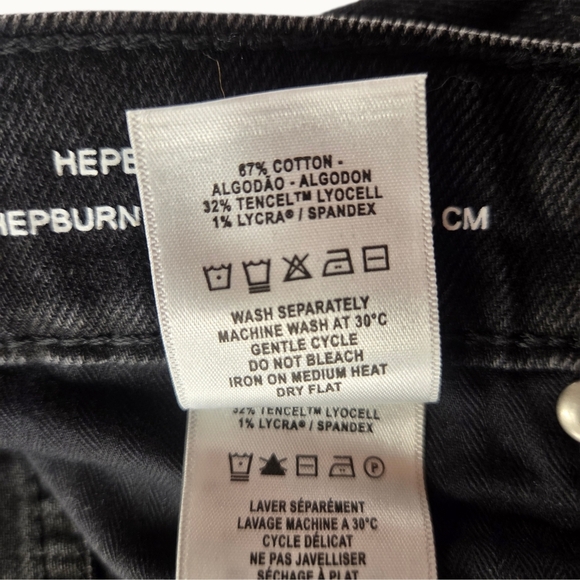 HEPB
HEPBURN
CM
67% COTTON -
ALGODÃO - ALGODON
32% TENCEL™ LYOCELL
1% LYCRA® / SPANDEX
WASH SEPARATELY
MACHINE WASH AT 30°C
GENTLE CYCLE
DO NOT BLEACH
IRON ON MEDIUM HEAT
DRY FLAT
32% TENCEL™ LYOCELL
1% LYCRA® / SPANDEX
P
LAVER SÉPARÉMENT
LAVAGE MACHINE A 30°C
CYCLE DÉLICAT
NE PAS JAVELLISER
SÉCHAGE À PLAT